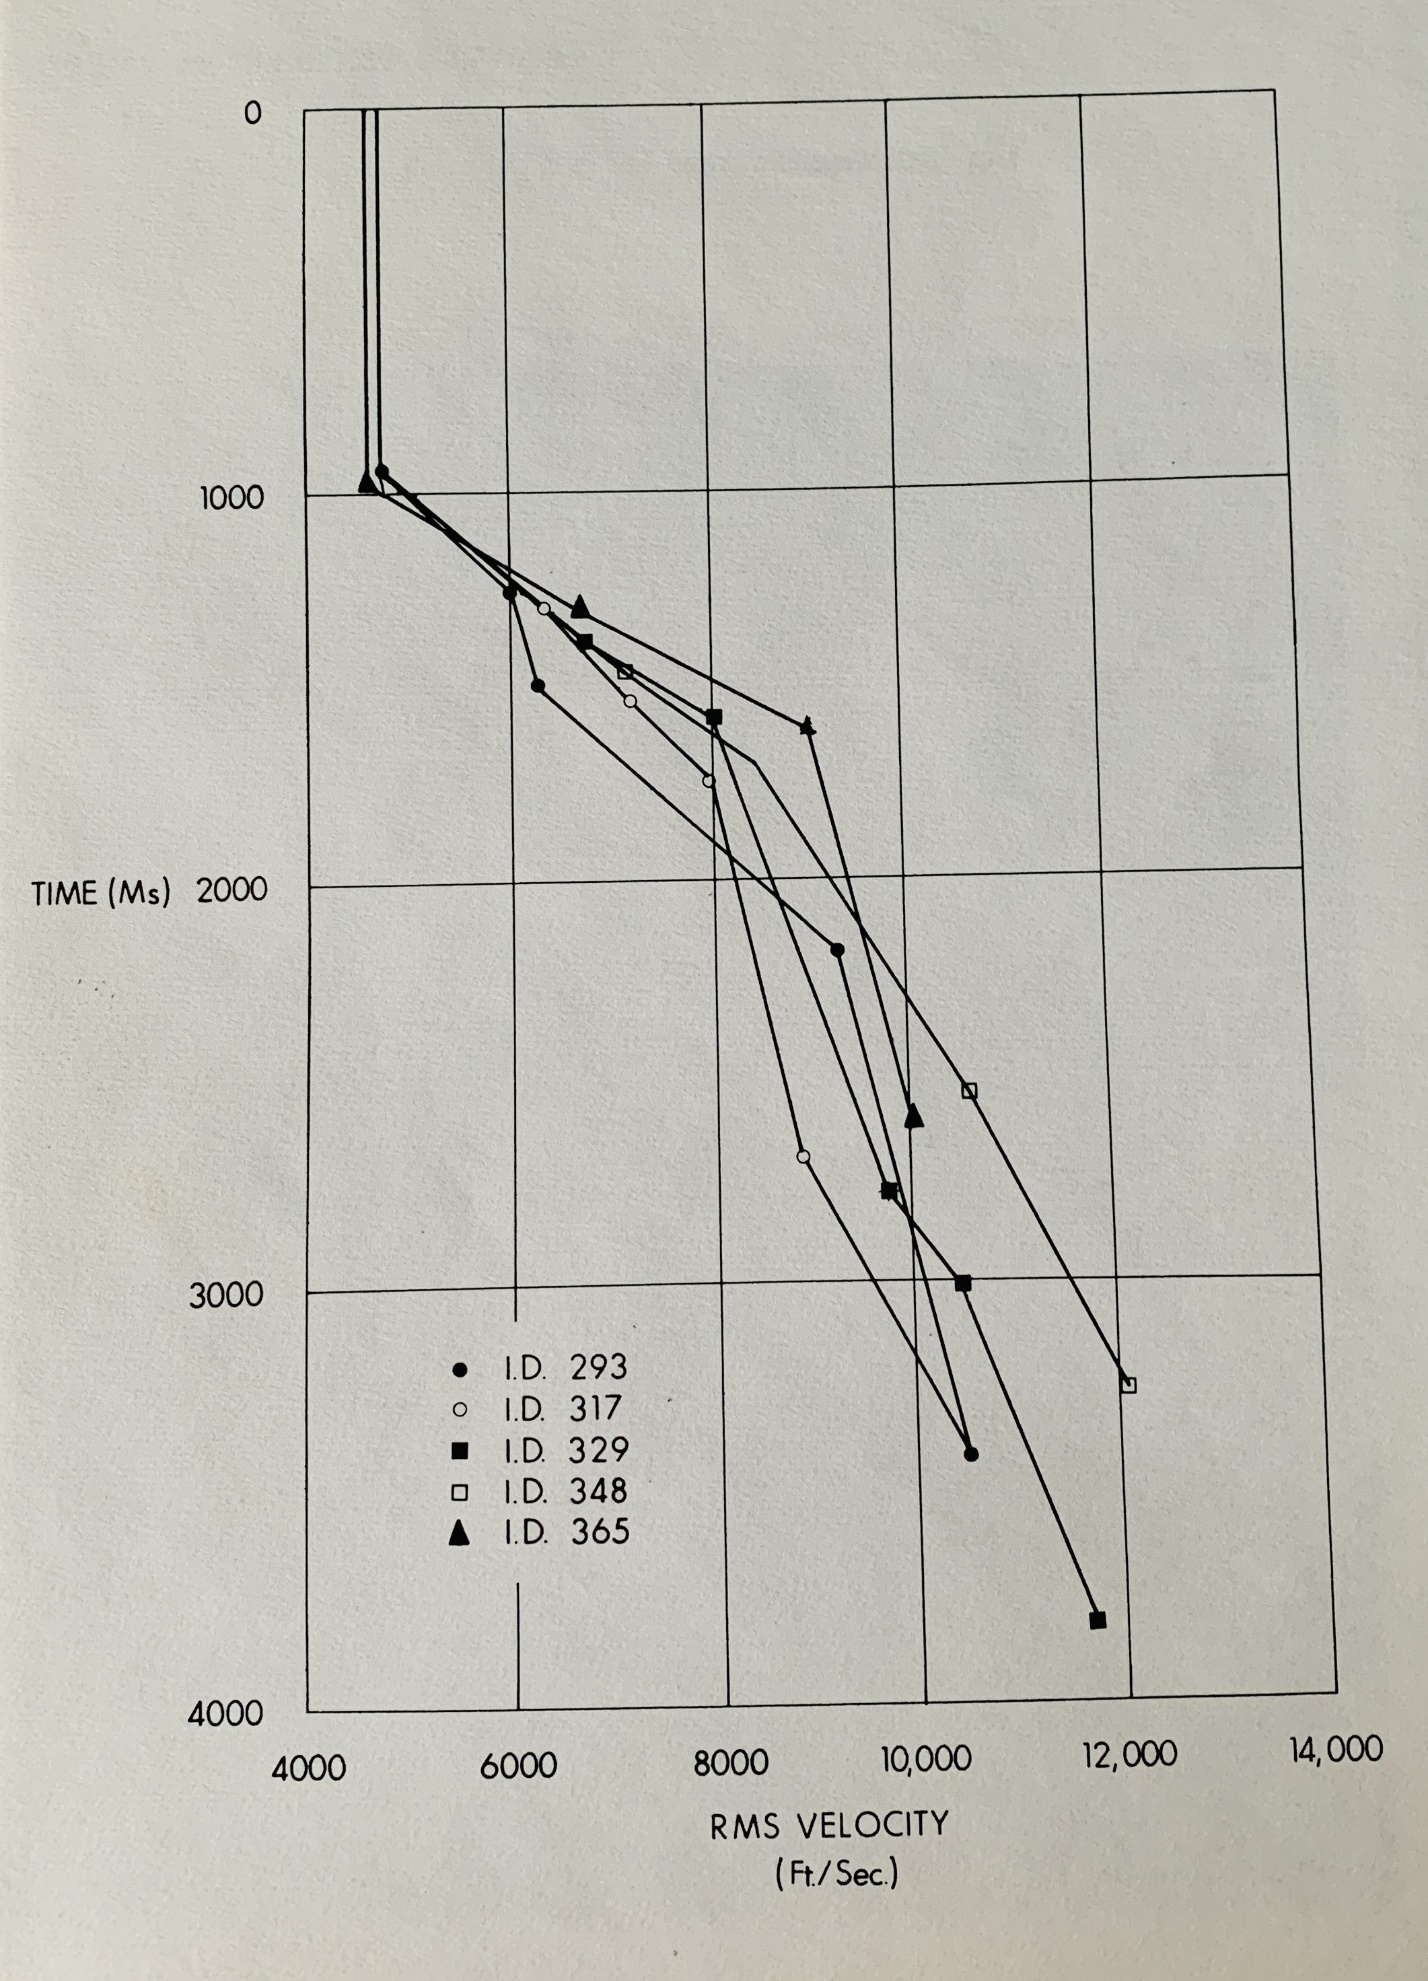 0
1000
TIME (Ms) 2000
3000
I.D. 293
I.D. 317
I.D. 329
I.D. 348
I.D. 365
4000
4000 6000 8000 10,000 12,000 14,000
RMS VELOCITY
(Ft./Sec.)